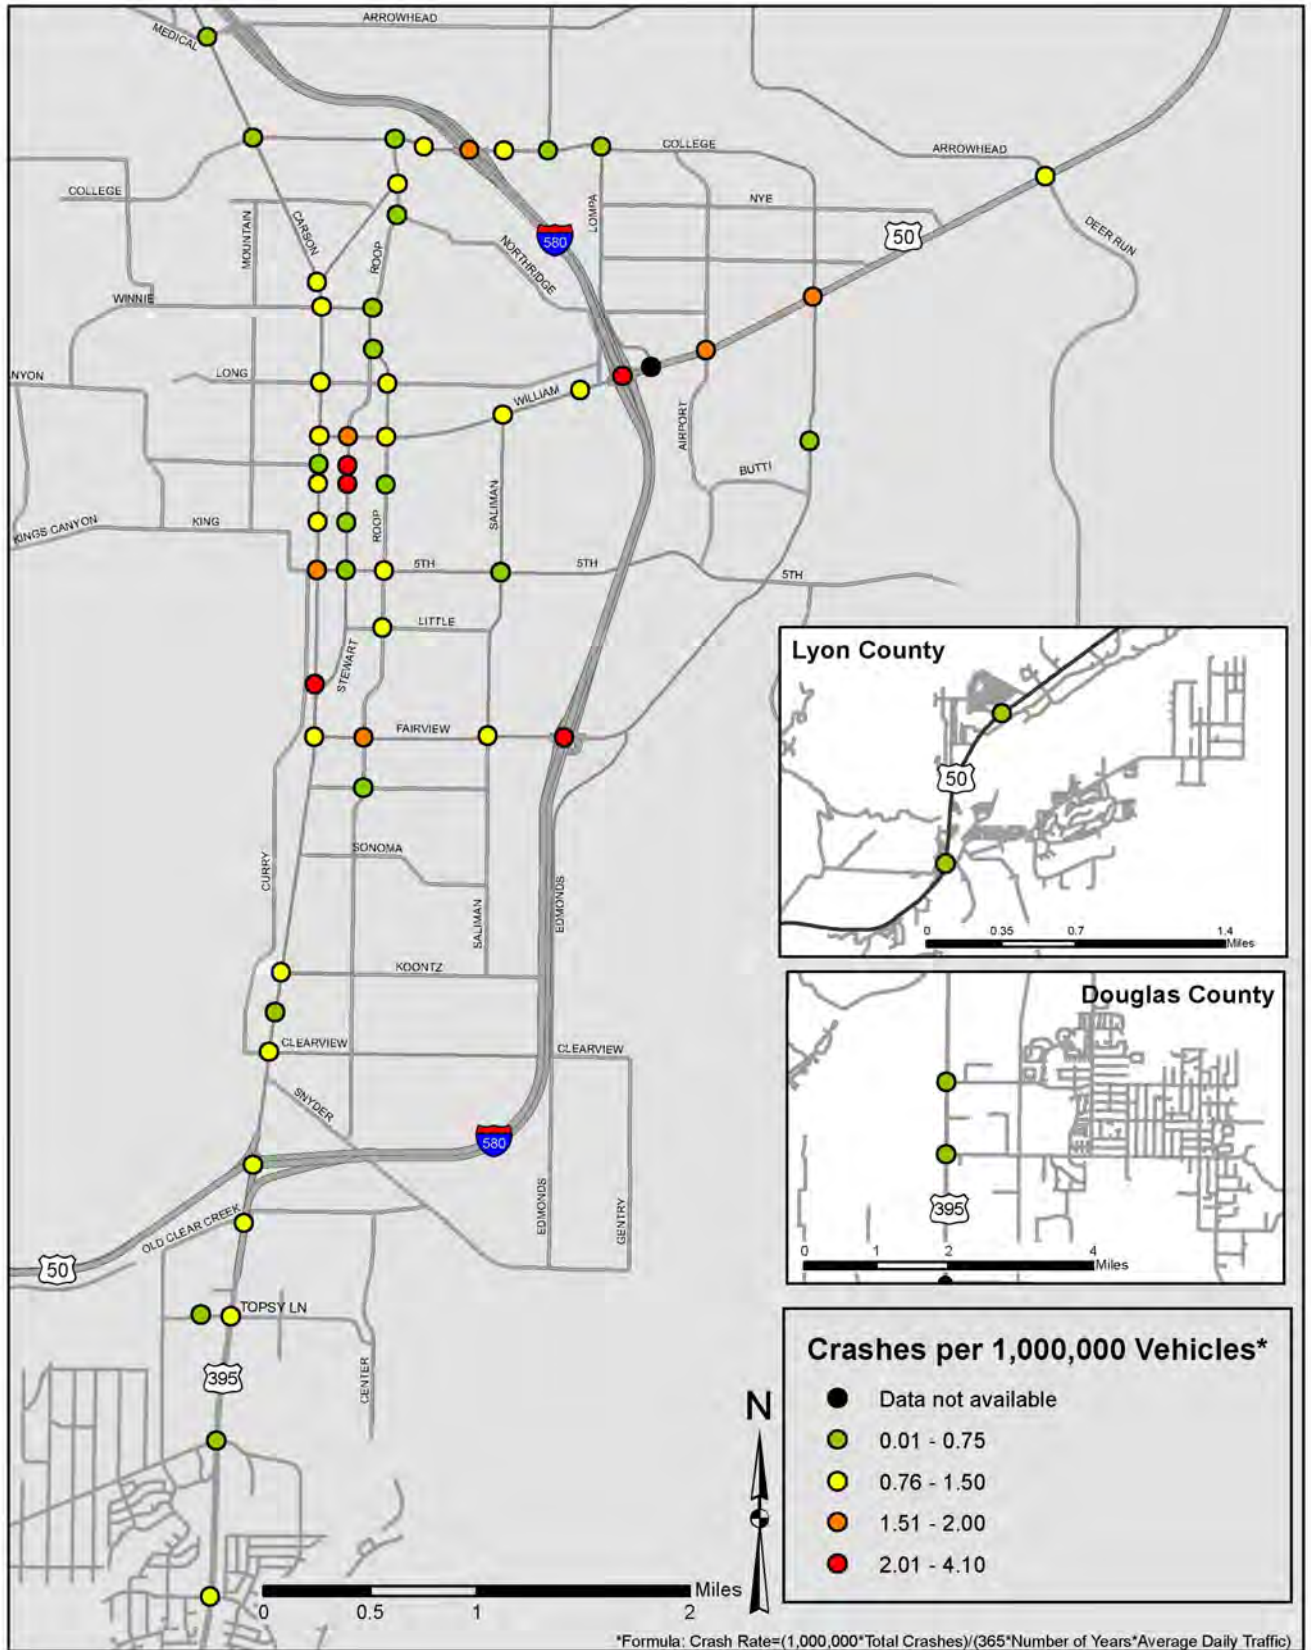 ARROWHEAD
MEDICAL
COLLEGE
ARROWHEAD
COLLEGE
NYE
MOUNTAIN
CARSON
ROOP
LOMPA
NORTHRIDGE
580
50
DEER RUN
WINNIE
NYON
LONG
WILLIAM
AIRPORT
BUTTI
SALIMAN
KINGS CANYON
KING
ROOP
5TH
5TH
5TH
LITTLE
STEWART
FAIRVIEW
CURRY
SONOMA
SALIMAN
EDMONDS
KOONTZ
CLEARVIEW
CLEARVIEW
SNYDER
580
OLD CLEAR CREEK
EDMONDS
GENTRY
50
TOPSY LN
395
CENTER
Lyon County
50
0 0.35 0.7 1.4
Miles
Douglas County
395
0 1 2 4
Miles
Crashes per 1,000,000 Vehicles*
Data not available
0.01 - 0.75
0.76 - 1.50
1.51 - 2.00
2.01 - 4.10
N
Miles
0 0.5 1 2
*Formula: Crash Rate=(1,000,000*Total Crashes)/(365*Number of Years*Average Daily Traffic)